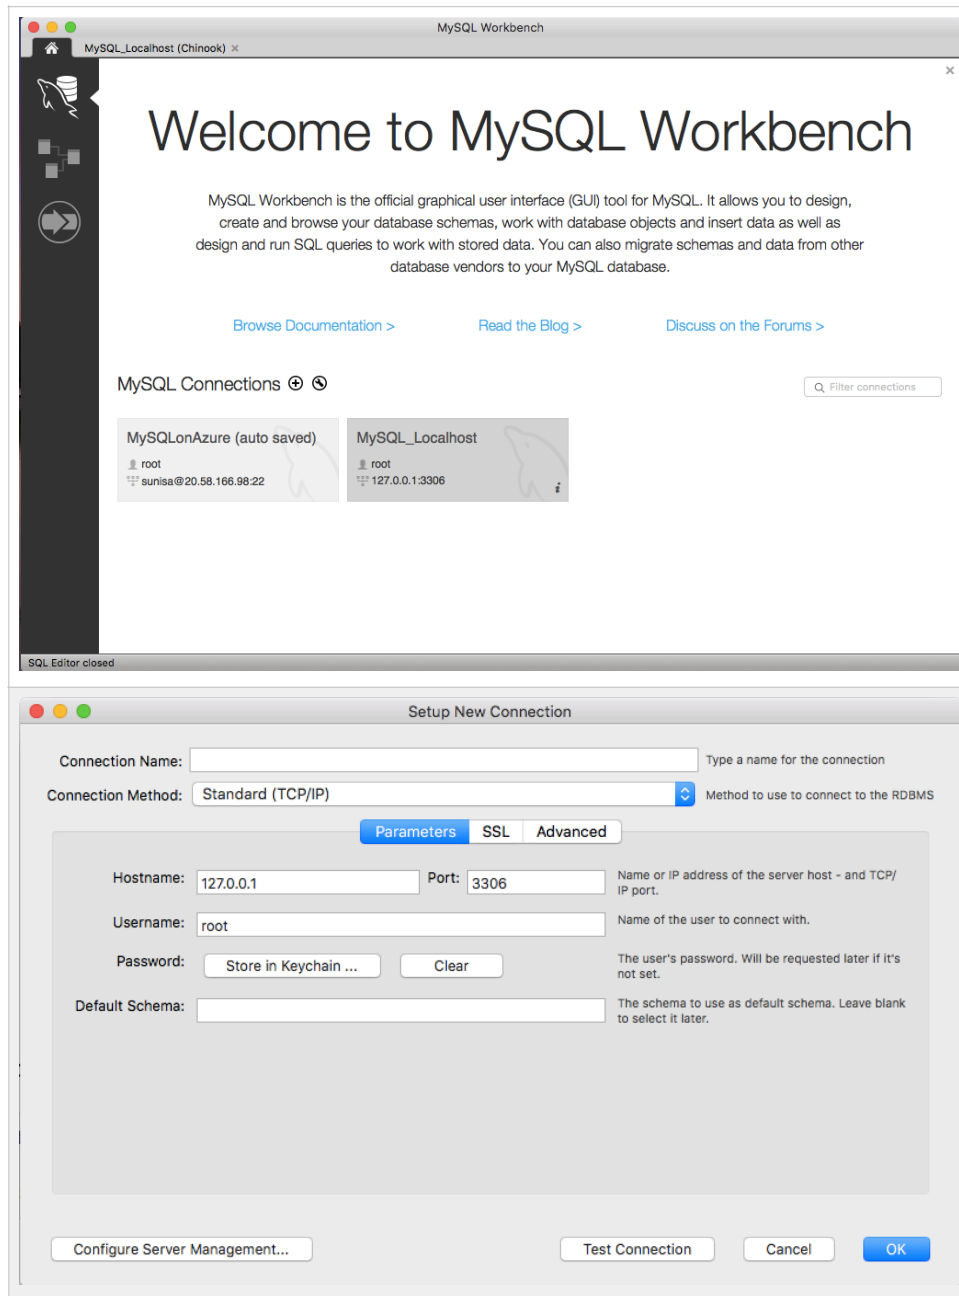 MySQL Workbench
MySQL_Localhost (Chinook) ×
Welcome to MySQL Workbench
MySQL Workbench is the official graphical user interface (GUI) tool for MySQL. It allows you to design,
create and browse your database schemas, work with database objects and insert data as well as
design and run SQL queries to work with stored data. You can also migrate schemas and data from other
database vendors to your MySQL database.
Browse Documentation > Read the Blog > Discuss on the Forums >
MySQL Connections
Filter connections
MySQLonAzure (auto saved)
root
sunisa@20.58.166.98:22
MySQL_Localhost
root
127.0.0.1:3306
i
SQL Editor closed
Setup New Connection
Connection Name: Type a name for the connection
Connection Method: Standard (TCP/IP) Method to use to connect to the RDBMS
Parameters SSL Advanced
Hostname: 127.0.0.1 Port: 3306 Name or IP address of the server host - and TCP/
IP port.
Username: root Name of the user to connect with.
Password: Store in Keychain ... Clear The user's password. Will be requested later if it's
not set.
Default Schema: The schema to use as default schema. Leave blank
to select it later.
Configure Server Management... Test Connection Cancel OK